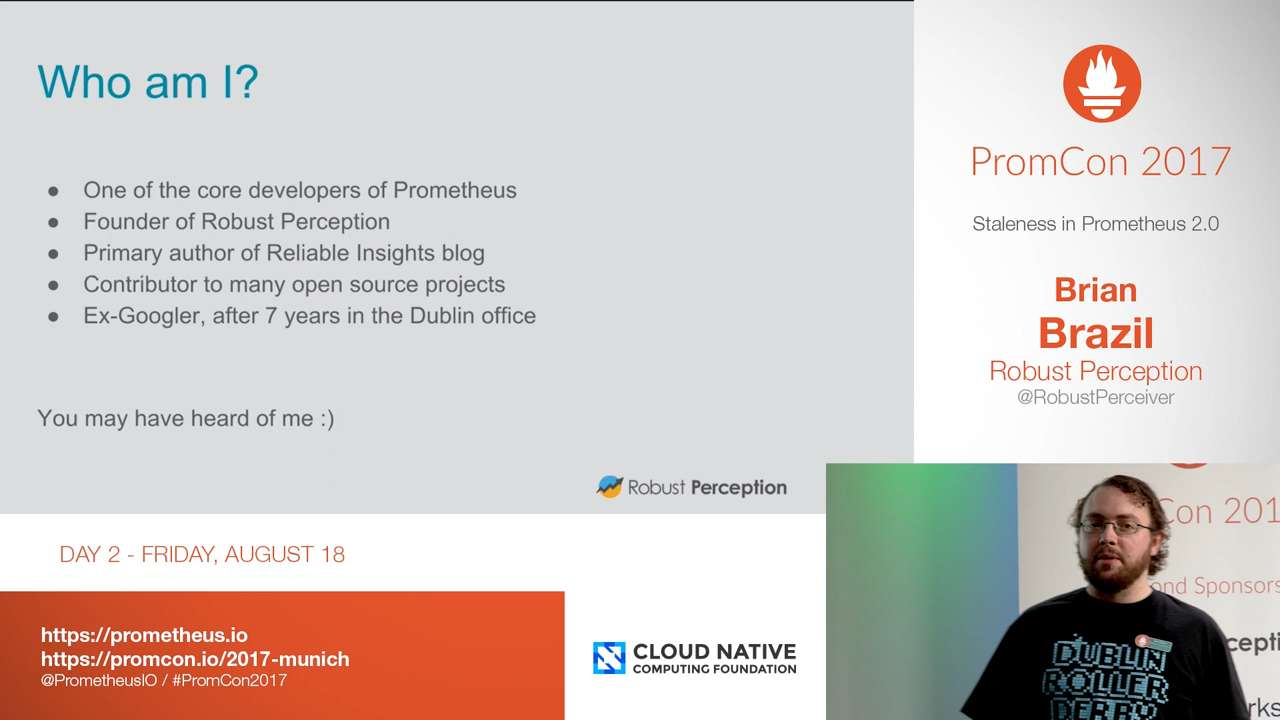 Who am I?
● One of the core developers of Prometheus
● Founder of Robust Perception
● Primary author of Reliable Insights blog
● Contributor to many open source projects
● Ex-Googler, after 7 years in the Dublin office
You may have heard of me :)
Robust Perception
PromCon 2017
Staleness in Prometheus 2.0
Brian
Brazil
Robust Perception
@RobustPerceiver
DAY 2 - FRIDAY, AUGUST 18
https://prometheus.io
https://promcon.io/2017-munich
@PrometheusIO / #PromCon2017
CLOUD NATIVE
COMPUTING FOUNDATION
Con 201
ond Sponsors
cepti
rks
DUBLIN
ROLLER
DERBY